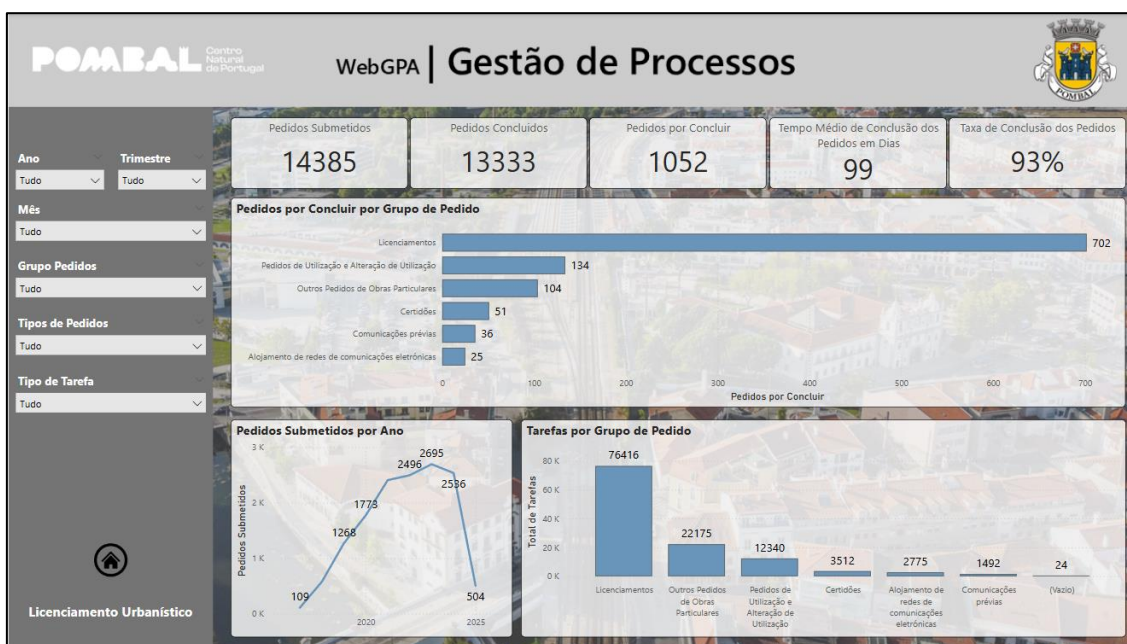 POMBAL
Centro
Natural
de Portugal
WebGPA | Gestão de Processos
POMBAL
Ano
Trimestre
Tudo
Tudo
Mês
Tudo
Grupo Pedidos
Tudo
Tipos de Pedidos
Tudo
Tipo de Tarefa
Tudo
Licenciamento Urbanístico
Pedidos Submetidos
14385
Pedidos Concluidos
13333
Pedidos por Concluir
1052
Tempo Médio de Conclusão dos
Pedidos em Dias
99
Taxa de Conclusão dos Pedidos
93%
Pedidos por Concluir por Grupo de Pedido
Licenciamentos
702
Pedidos de Utilização e Alteração de Utilização
134
Outros Pedidos de Obras Particulares
104
Certidões
51
Comunicações prévias
36
Alojamento de redes de comunicações eletrónicas
25
0 100 200 300 400 500 600 700
Pedidos por Concluir
Pedidos Submetidos por Ano
Pedidos Submetidos
3 K
2 K
1 K
0 K
109
1268
1773
2496
2695
2536
504
2020
2025
Tarefas por Grupo de Pedido
Total de Tarefas
80 K
60 K
40 K
20 K
0 K
76416
22175
12340
3512
2775
1492
24
Licenciamentos
Outros Pedidos
de Obras
Particulares
Pedidos de
Utilização e
Alteração de
Utilização
Certidões
Alojamento de
redes de
comunicações
eletrónicas
Comunicações
prévias
(Vazio)